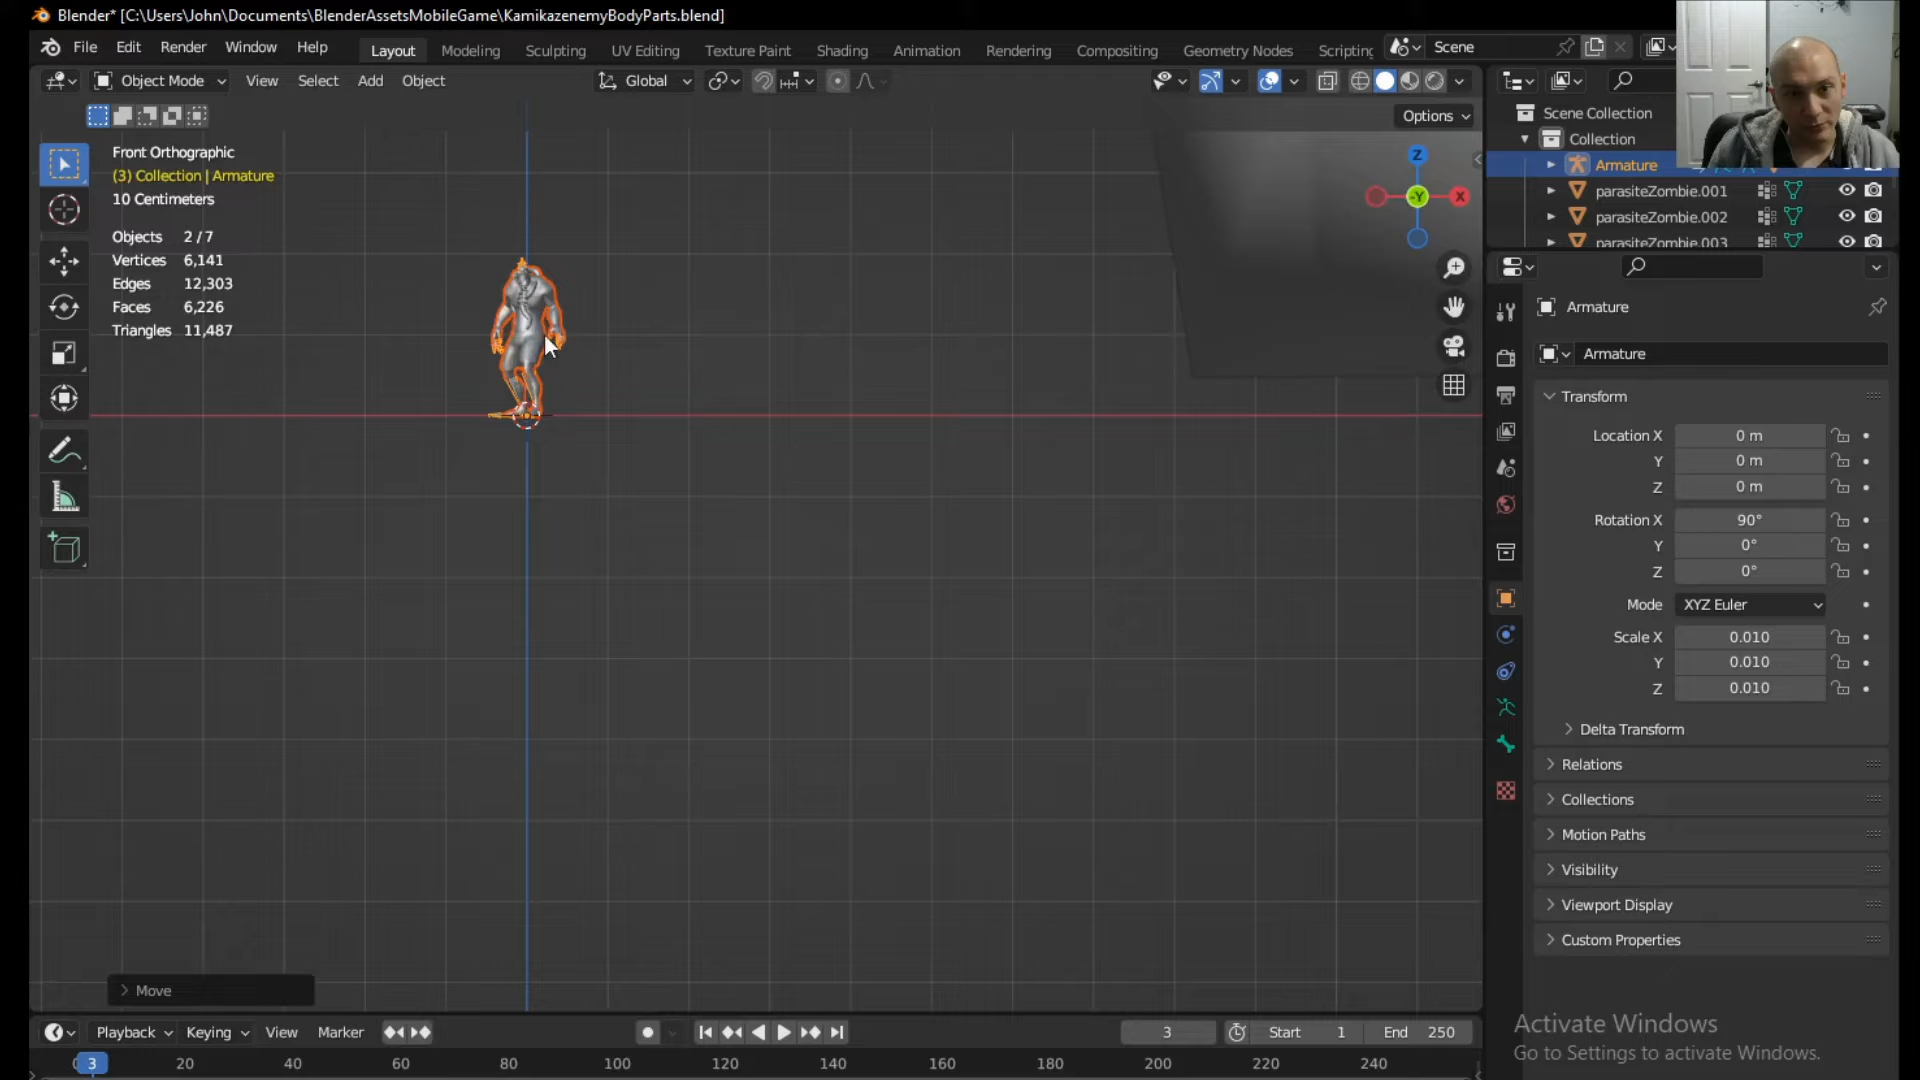 Blender* [C:\Users\John\Documents\BlenderAssetsMobileGame\KamikazenemyBodyParts.blend]
File Edit Render Window Help
Layout Modeling Sculpting UV Editing Texture Paint Shading Animation Rendering Compositing Geometry Nodes Scripting
Scene
Object Mode View Select Add Object
Global
Options
Front Orthographic
(3) Collection | Armature
10 Centimeters
Objects 2 / 7
Vertices 6,141
Edges 12,303
Faces 6,226
Triangles 11,487
Z
-Y
X
Scene Collection
Collection
Armature
parasiteZombie.001
parasiteZombie.002
parasiteZombie.003
Armature
Armature
Transform
Location X 0 m
Y 0 m
Z 0 m
Rotation X 90°
Y 0°
Z 0°
Mode XYZ Euler
Scale X 0.010
Y 0.010
Z 0.010
Delta Transform
Relations
Collections
Motion Paths
Visibility
Viewport Display
Custom Properties
Move
Activate Windows
Go to Settings to activate Windows.
Playback Keying View Marker
3
Start 1
End 250
3 20 40 60 80 100 120 140 160 180 200 220 240